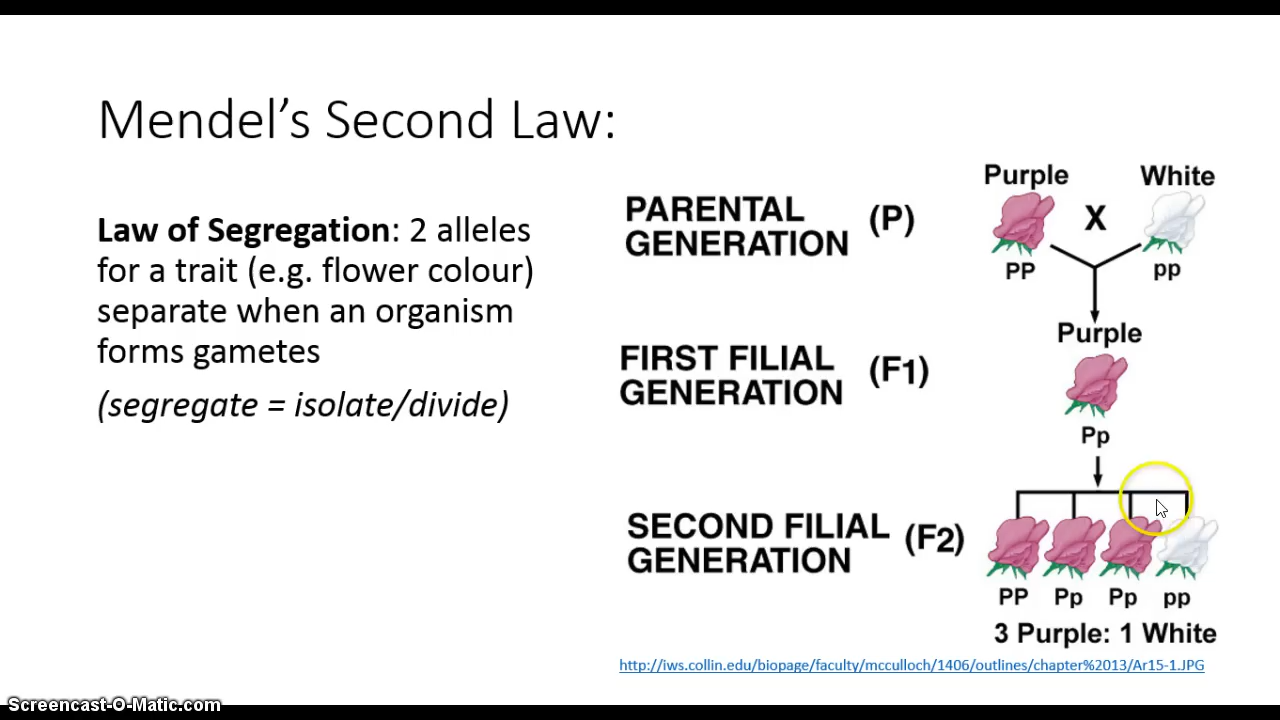 Mendel’s Second Law:
Law of Segregation: 2 alleles
for a trait (e.g. flower colour)
separate when an organism
forms gametes
(segregate = isolate/divide)
PARENTAL (P)
GENERATION
Purple White
X
PP pp
FIRST FILIAL (F1)
GENERATION
Purple
Pp
SECOND FILIAL (F2)
GENERATION
PP Pp Pp pp
3 Purple: 1 White
http://iws.collin.edu/biopage/faculty/mcculloch/1406/outlines/chapter%2013/Ar15-1.JPG
Screencast-O-Matic.com